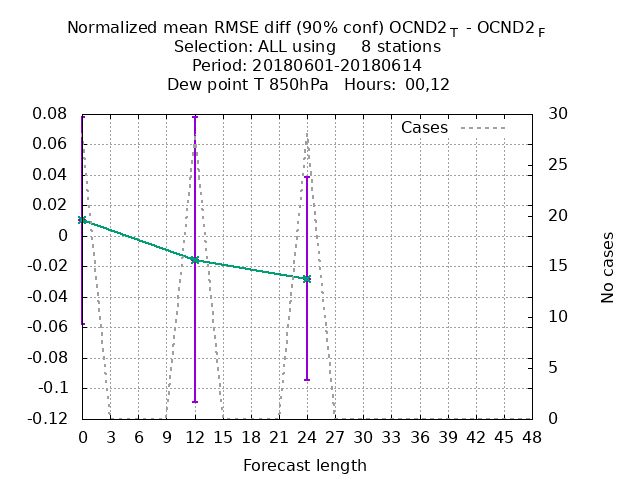 Normalized mean RMSE diff (90% conf) OCND2 T - OCND2 F
Selection: ALL using 8 stations
Period: 20180601-20180614
Dew point T 850hPa Hours: 00,12
Cases
0.08
0.06
0.04
0.02
0
-0.02
-0.04
-0.06
-0.08
-0.1
-0.12
30
25
20
15
10
5
0
No cases
0 3 6 9 12 15 18 21 24 27 30 33 36 39 42 45 48
Forecast length